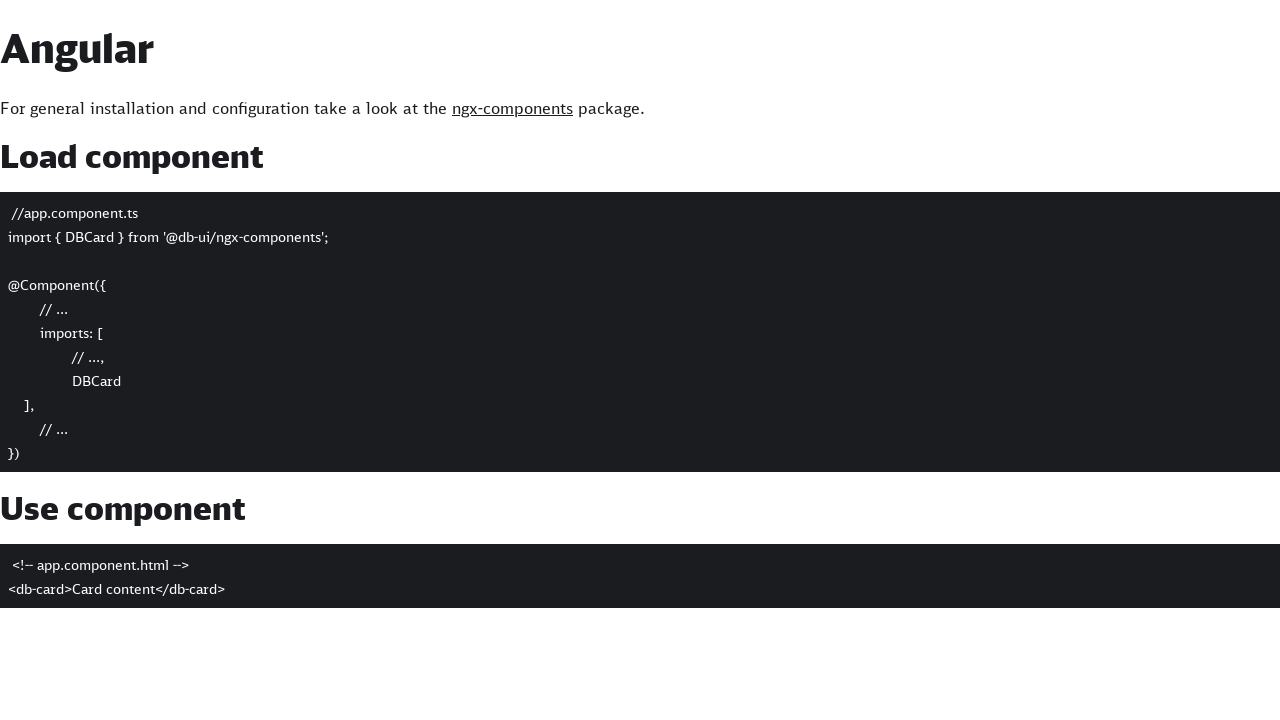 Angular
For general installation and configuration take a look at the ngx-components package.
Load component
//app.component.ts
import { DBCard } from '@db-ui/ngx-components';
@Component({
// ...
imports: [
// ...,
DBCard
],
// ...
})
Use component
<!-- app.component.html -->
<db-card>Card content</db-card>